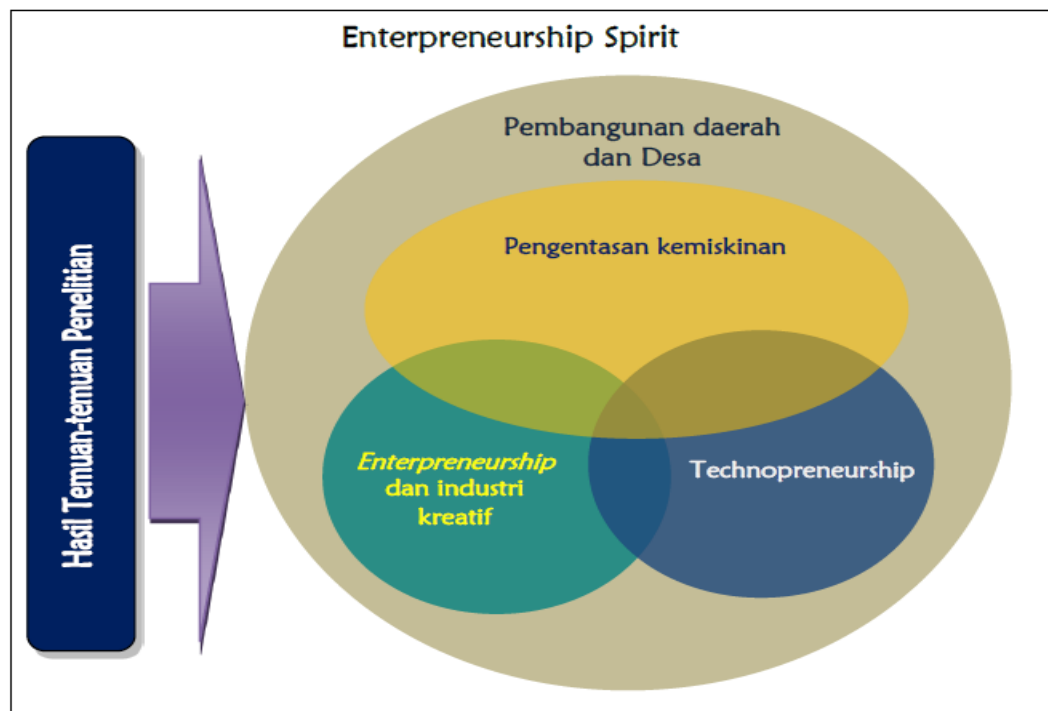 Enterpreneurship Spirit
Hasil Temuan-temuan Penelitian
Pembangunan daerah
dan Desa
Pengentasan kemiskinan
Enterpreneurship
dan industri
kreatif
Technopreneurship